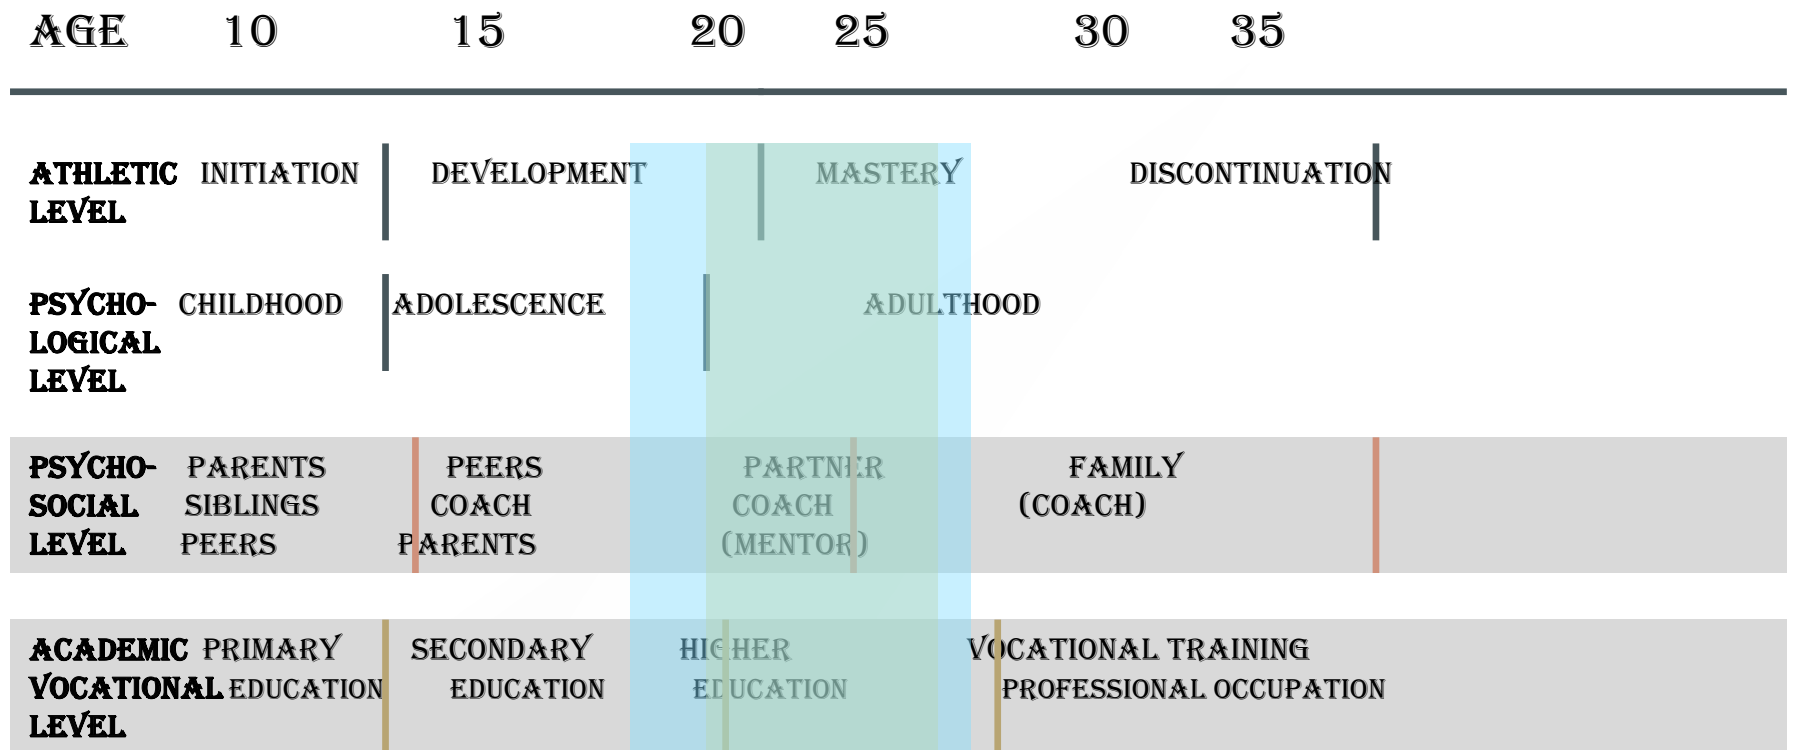 AGE 10 15 20 25 30 35
ATHLETIC INITIATION DEVELOPMENT MASTERY DISCONTINUATION
LEVEL
PSYCHO- CHILDHOOD ADOLESCENCE ADULTHOOD
LOGICAL
LEVEL
PSYCHO- PARENTS PEERS PARTNER FAMILY
SOCIAL SIBLINGS COACH COACH (COACH)
LEVEL PEERS PARENTS (MENTOR)
ACADEMIC PRIMARY SECONDARY HIGHER VOCATIONAL TRAINING
VOCATIONAL EDUCATION EDUCATION EDUCATION PROFESSIONAL OCCUPATION
LEVEL